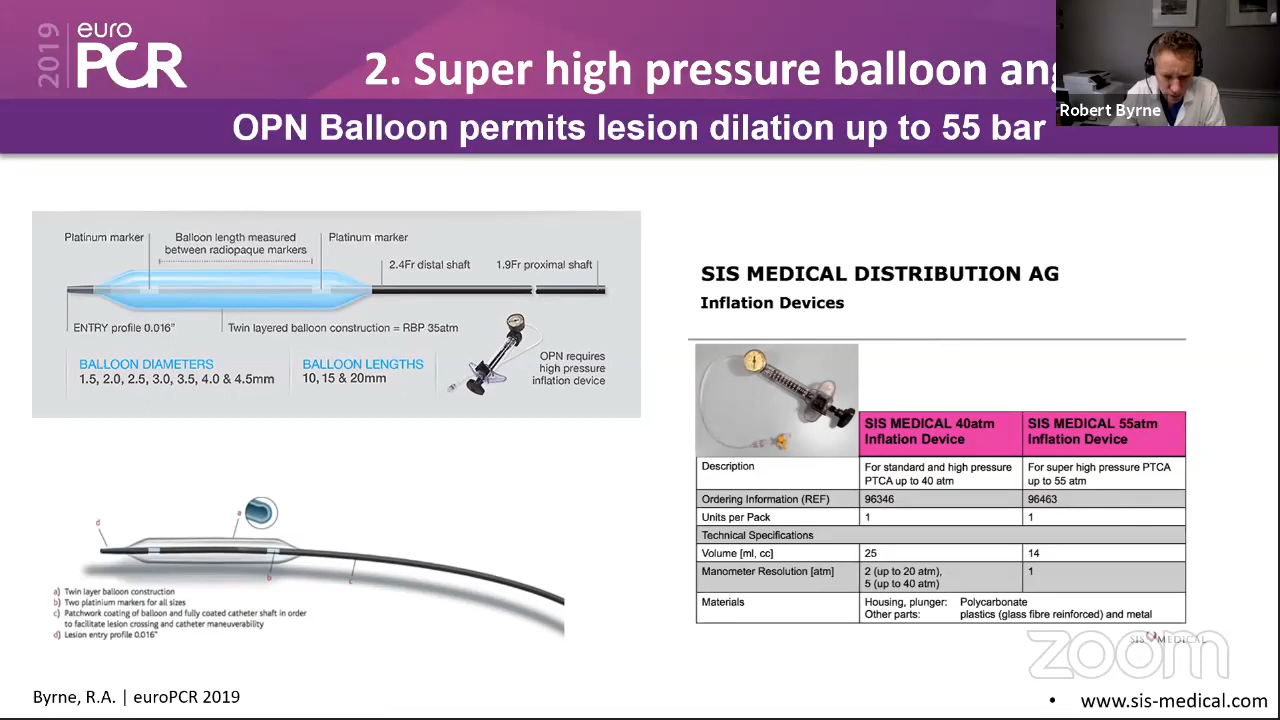 2019
euro
PCR
2. Super high pressure balloon ang
Robert Byrne
OPN Balloon permits lesion dilation up to 55 bar
Platinum marker
Balloon length measured
between radiopaque markers
Platinum marker
2.4Fr distal shaft
1.9Fr proximal shaft
ENTRY profile 0.016"
Twin layered balloon construction = RBP 35atm
BALLOON DIAMETERS
1.5, 2.0, 2.5, 3.0, 3.5, 4.0 & 4.5mm
BALLOON LENGTHS
10, 15 & 20mm
OPN requires
high pressure
inflation device
SIS MEDICAL DISTRIBUTION AG
Inflation Devices
SIS MEDICAL 40atm
Inflation Device
SIS MEDICAL 55atm
Inflation Device
Description
For standard and high pressure
PTCA up to 40 atm
For super high pressure PTCA
up to 55 atm
Ordering Information (REF)
96346
96463
Units per Pack
1
1
Technical Specifications
Volume [ml, cc]
25
14
Manometer Resolution [atm]
2 (up to 20 atm),
5 (up to 40 atm)
1
Materials
Housing, plunger: Polycarbonate
Other parts: plastics (glass fibre reinforced) and metal
SIS MEDICAL
d
a
b
c
a) Twin layer balloon construction
b) Two platinium markers for all sizes
c) Patchwork coating of balloon and fully coated catheter shaft in order
to facilitate lesion crossing and catheter maneuverability
d) Lesion entry profile 0.016"
zoom
Byrne, R.A. | euroPCR 2019
• www.sis-medical.com